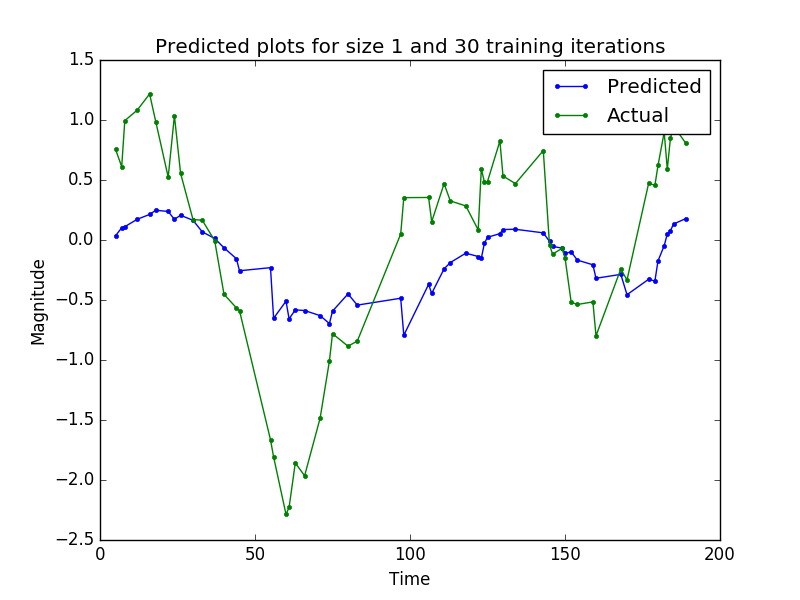 Predicted plots for size 1 and 30 training iterations
Predicted
Actual
1.5
1.0
0.5
0.0
−0.5
−1.0
−1.5
−2.0
−2.5
Magnitude
0 50 100 150 200
Time